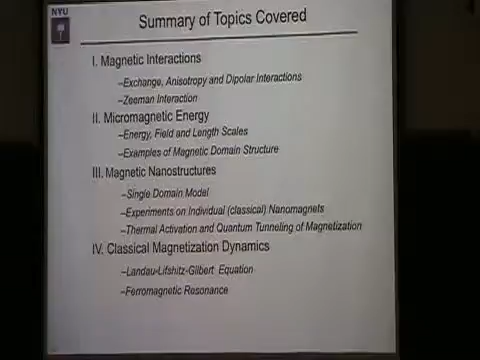 NYU
Summary of Topics Covered
I. Magnetic Interactions
–Exchange, Anisotropy and Dipolar Interactions
–Zeeman Interaction
II. Micromagnetic Energy
–Energy, Field and Length Scales
–Examples of Magnetic Domain Structure
III. Magnetic Nanostructures
–Single Domain Model
–Experiments on Individual (classical) Nanomagnets
–Thermal Activation and Quantum Tunneling of Magnetization
IV. Classical Magnetization Dynamics
–Landau-Lifshitz-Gilbert Equation
–Ferromagnetic Resonance